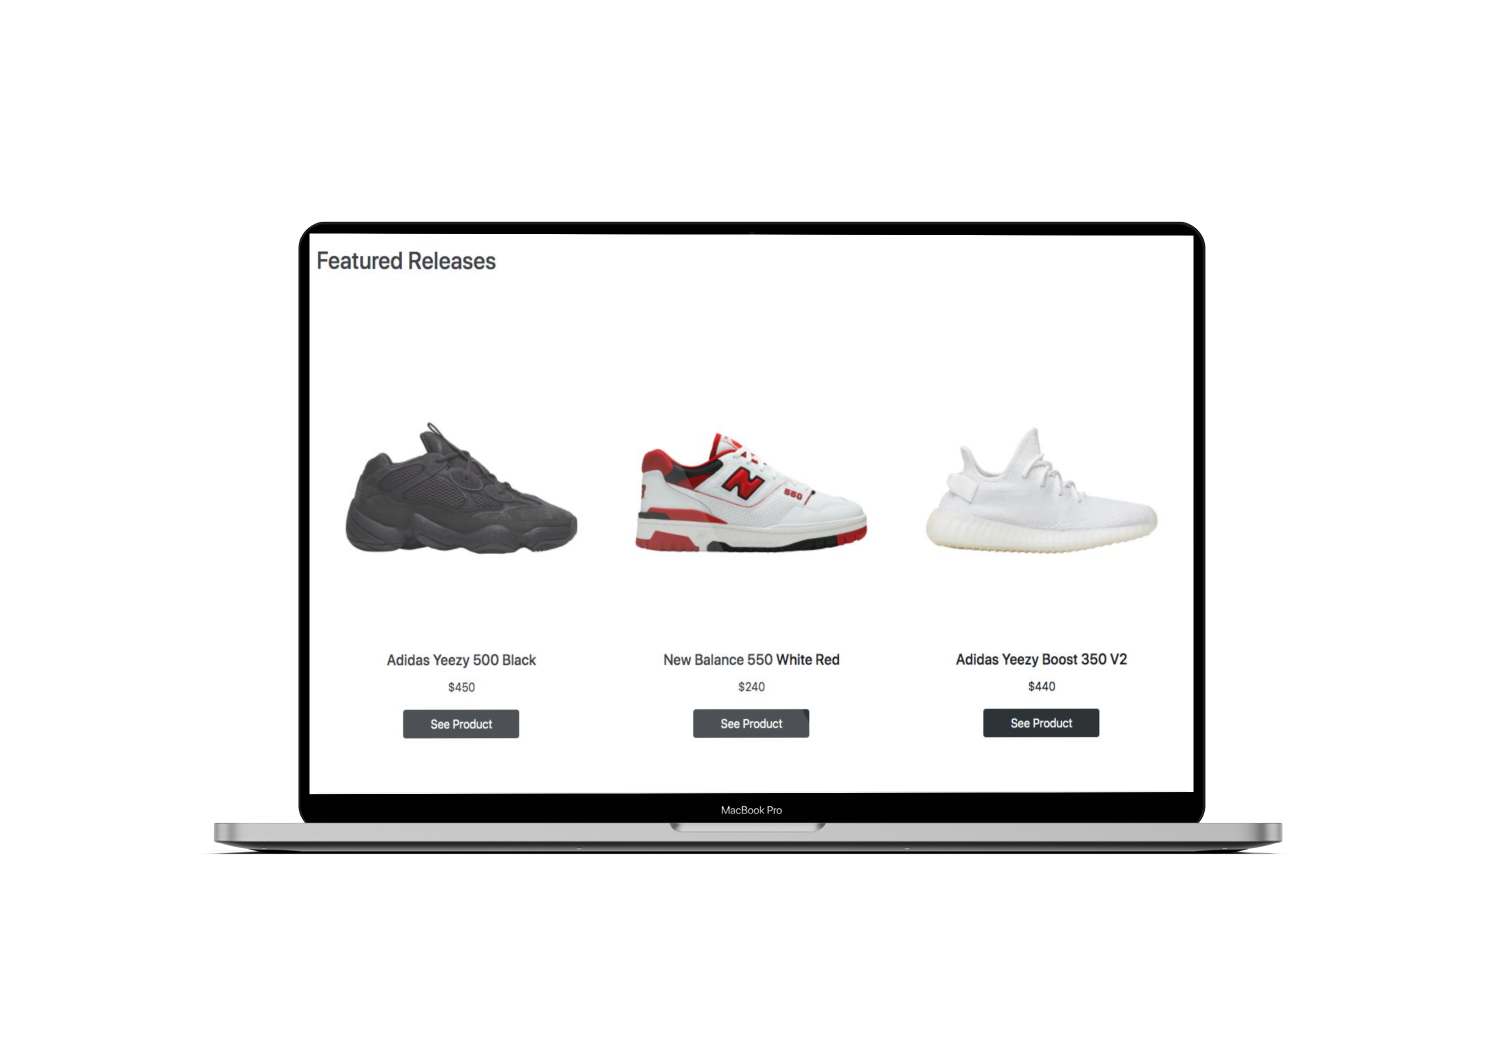 Featured Releases
N
550
Adidas Yeezy 500 Black
New Balance 550 White Red
Adidas Yeezy Boost 350 V2
$450
$240
$440
See Product
See Product
See Product
MacBook Pro